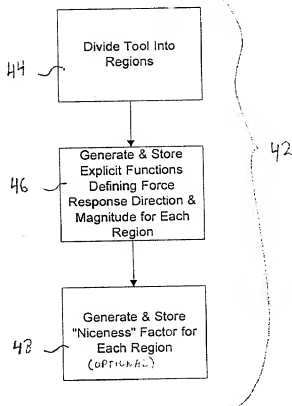 Divide Tool Into
Regions
44
42
Generate & Store
Explicit Functions
Defining Force
Response Direction &
Magnitude for Each
Region
46
Generate & Store
"Niceness" Factor for
Each Region
(OPTIONAL)
48